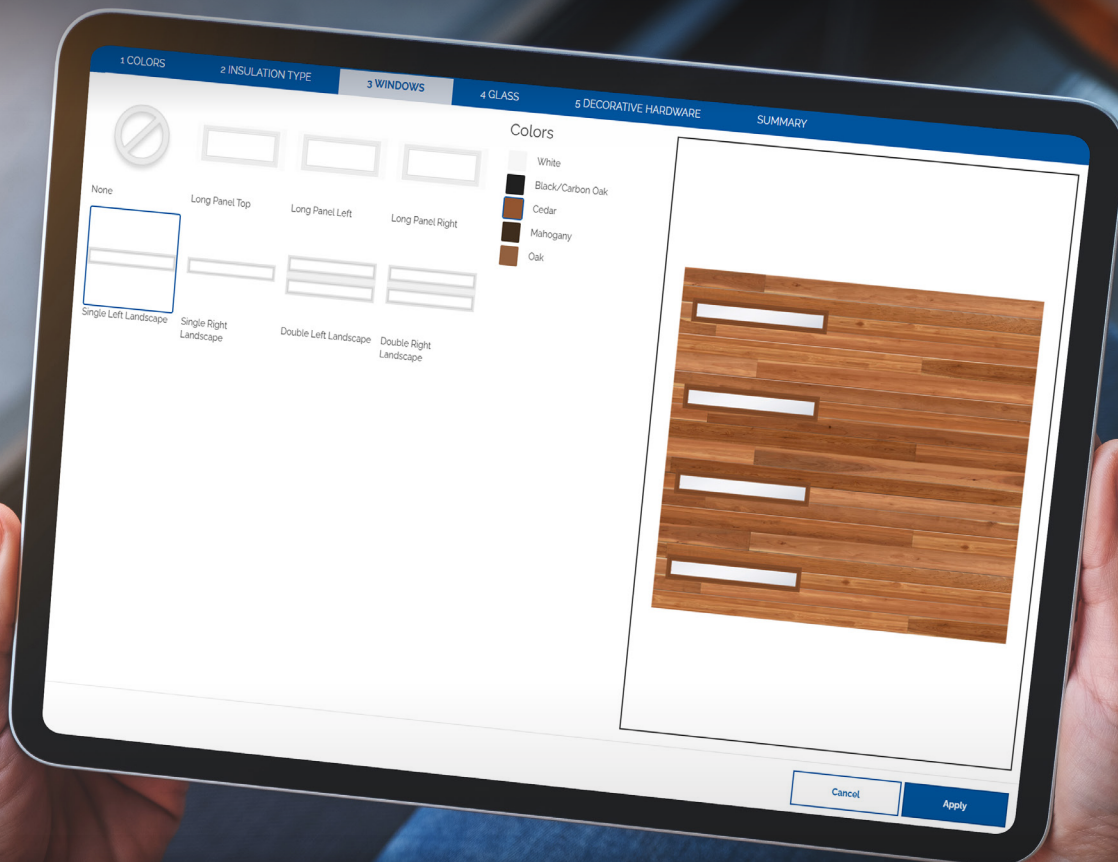 1 COLORS
2 INSULATION TYPE
3 WINDOWS
4 GLASS
5 DECORATIVE HARDWARE
SUMMARY
None
Long Panel Top
Long Panel Left
Long Panel Right
Single Left Landscape
Single Right
Landscape
Double Left Landscape
Double Right
Landscape
Colors
White
Black/Carbon Oak
Cedar
Mahogany
Oak
Cancel
Apply